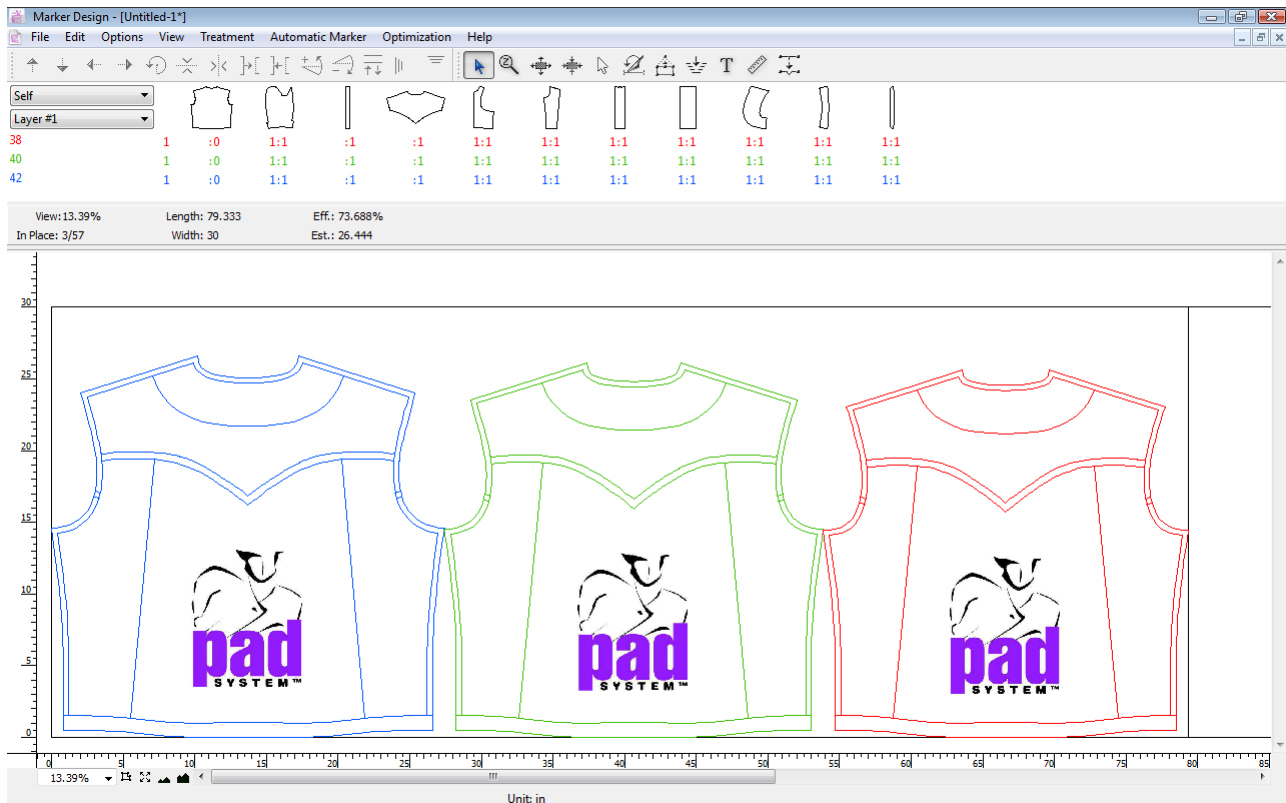 Marker Design - [Untitled-1*]
File Edit Options View Treatment Automatic Marker Optimization Help
T
Self
Layer #1
38 1 :0 1:1 :1 :1 1:1 1:1 1:1 1:1 1:1 1:1 1:1
40 1 :0 1:1 :1 :1 1:1 1:1 1:1 1:1 1:1 1:1 1:1
42 1 :0 1:1 :1 :1 1:1 1:1 1:1 1:1 1:1 1:1 1:1
View:13.39% Length: 79.333 Eff.: 73.688%
In Place: 3/57 Width: 30 Est.: 26.444
30
25
20
15
10
5
0
pad pad pad
SYSTEM™ SYSTEM™ SYSTEM™
0 5 10 15 20 25 30 35 40 45 50 55 60 65 70 75 80 85
13.39%
Unit: in